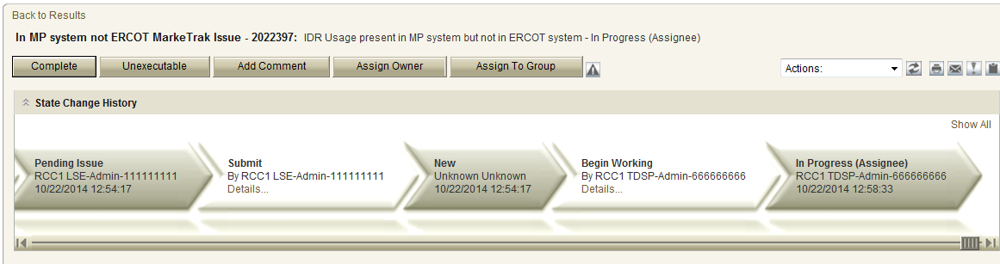 Back to Results
In MP system not ERCOT MarkeTrak Issue - 2022397: IDR Usage present in MP system but not in ERCOT system - In Progress (Assignee)
Complete Unexecutable Add Comment Assign Owner Assign To Group Actions:
State Change History
Show All
Pending Issue
RCC1 LSE-Admin-111111111
10/22/2014 12:54:17
Submit
By RCC1 LSE-Admin-111111111
Details...
New
Unknown Unknown
10/22/2014 12:54:17
Begin Working
By RCC1 TDSP-Admin-666666666
Details...
In Progress (Assignee)
RCC1 TDSP-Admin-666666666
10/22/2014 12:58:33